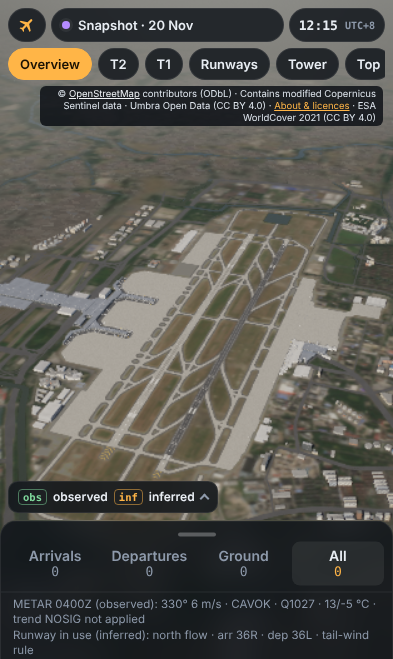 Snapshot · 20 Nov
12:15 UTC+8
Overview
T2
T1
Runways
Tower
Top
© OpenStreetMap contributors (ODbL) · Contains modified Copernicus
Sentinel data · Umbra Open Data (CC BY 4.0) · About & licences · ESA
WorldCover 2021 (CC BY 4.0)
obs observed inf inferred
Arrivals
0
Departures
0
Ground
0
All
0
METAR 0400Z (observed): 330° 6 m/s · CAVOK · Q1027 · 13/-5 °C ·
trend NOSIG not applied
Runway in use (inferred): north flow · arr 36R · dep 36L · tail-wind
rule